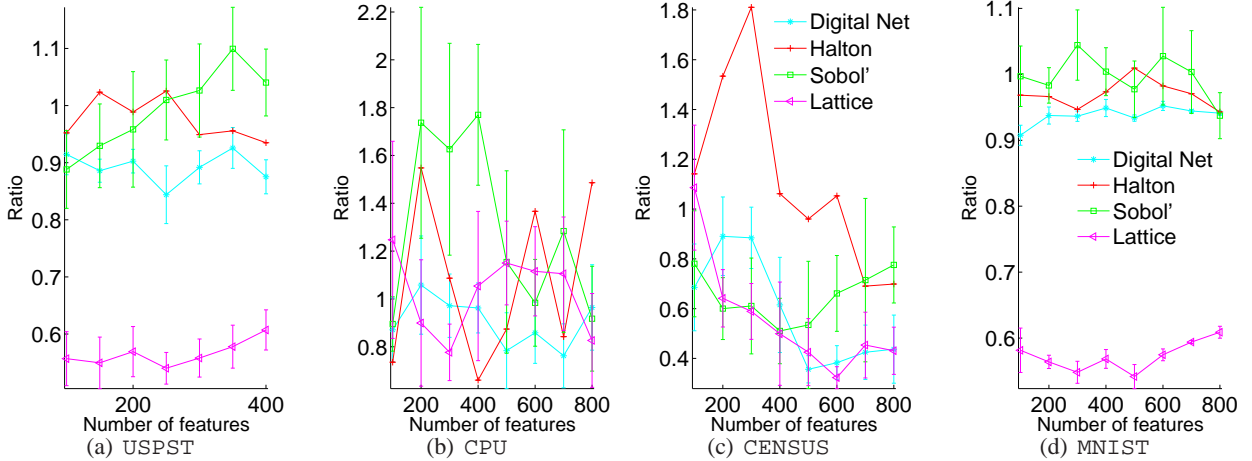 1.1
1
0.9
0.8
0.7
0.6
Ratio
200
400
Number of features
(a) USPST
2.2
2
1.8
1.6
1.4
1.2
1
0.8
Ratio
200
400
600
800
Number of features
(b) CPU
1.8
1.6
1.4
1.2
1
0.8
0.6
0.4
Ratio
Digital Net
Halton
Sobol'
Lattice
200
400
600
800
Number of features
(c) CENSUS
1.1
1
0.9
0.8
0.7
0.6
Ratio
Digital Net
Halton
Sobol'
Lattice
200
400
600
800
Number of features
(d) MNIST